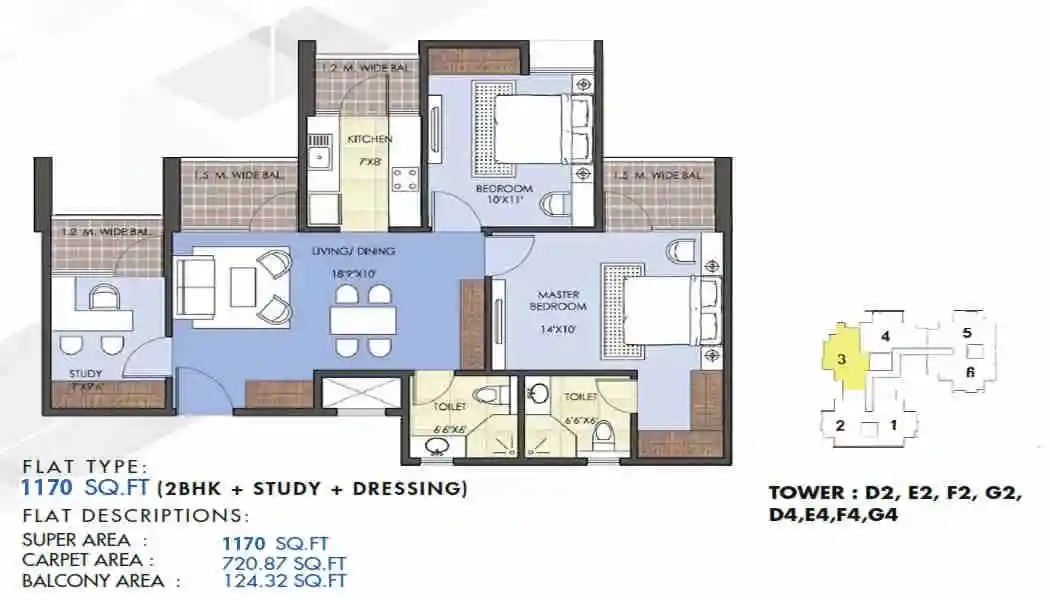 1.2 M. WIDE BAL.
KITCHEN
7'X8'
1.5 M. WIDE BAL.
BEDROOM
10'X11'
1.5 M. WIDE BAL.
1.2 M. WIDE BAL.
LIVING/ DINING
18'9"X10'
MASTER
BEDROOM
14'X10'
STUDY
7'X9'6"
TOILET
6'6"X6'
TOILET
6'6"X6'
3
4
5
6
2
1
FLAT TYPE:
1170 SQ.FT (2BHK + STUDY + DRESSING)
FLAT DESCRIPTIONS:
SUPER AREA : 1170 SQ.FT
CARPET AREA : 720.87 SQ.FT
BALCONY AREA : 124.32 SQ.FT
TOWER : D2, E2, F2, G2,
D4,E4,F4,G4